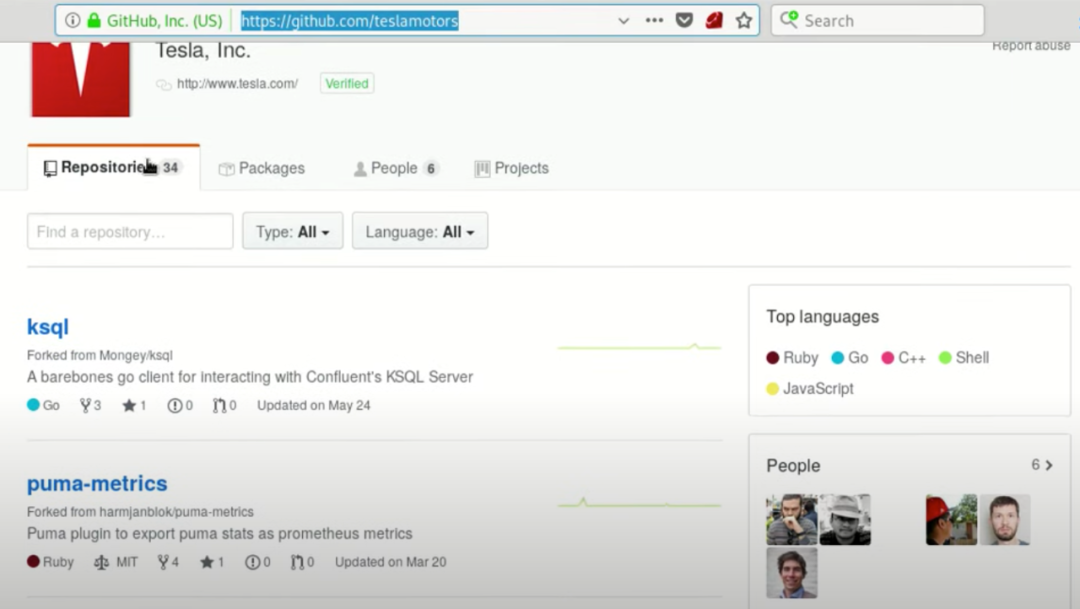 GitHub, Inc. (US) https://github.com/teslamotors Search
Tesla, Inc. Report abuse
http://www.tesla.com/ Verified
Repositories 34 Packages People 6 Projects
Find a repository... Type: All Language: All
ksql
Forked from Mongey/ksql
A barebones go client for interacting with Confluent's KSQL Server
Go 3 1 0 0 Updated on May 24
puma-metrics
Forked from harmjanblok/puma-metrics
Puma plugin to export puma stats as prometheus metrics
Ruby MIT 4 1 0 0 Updated on Mar 20
Top languages
Ruby Go C++ Shell
JavaScript
People 6